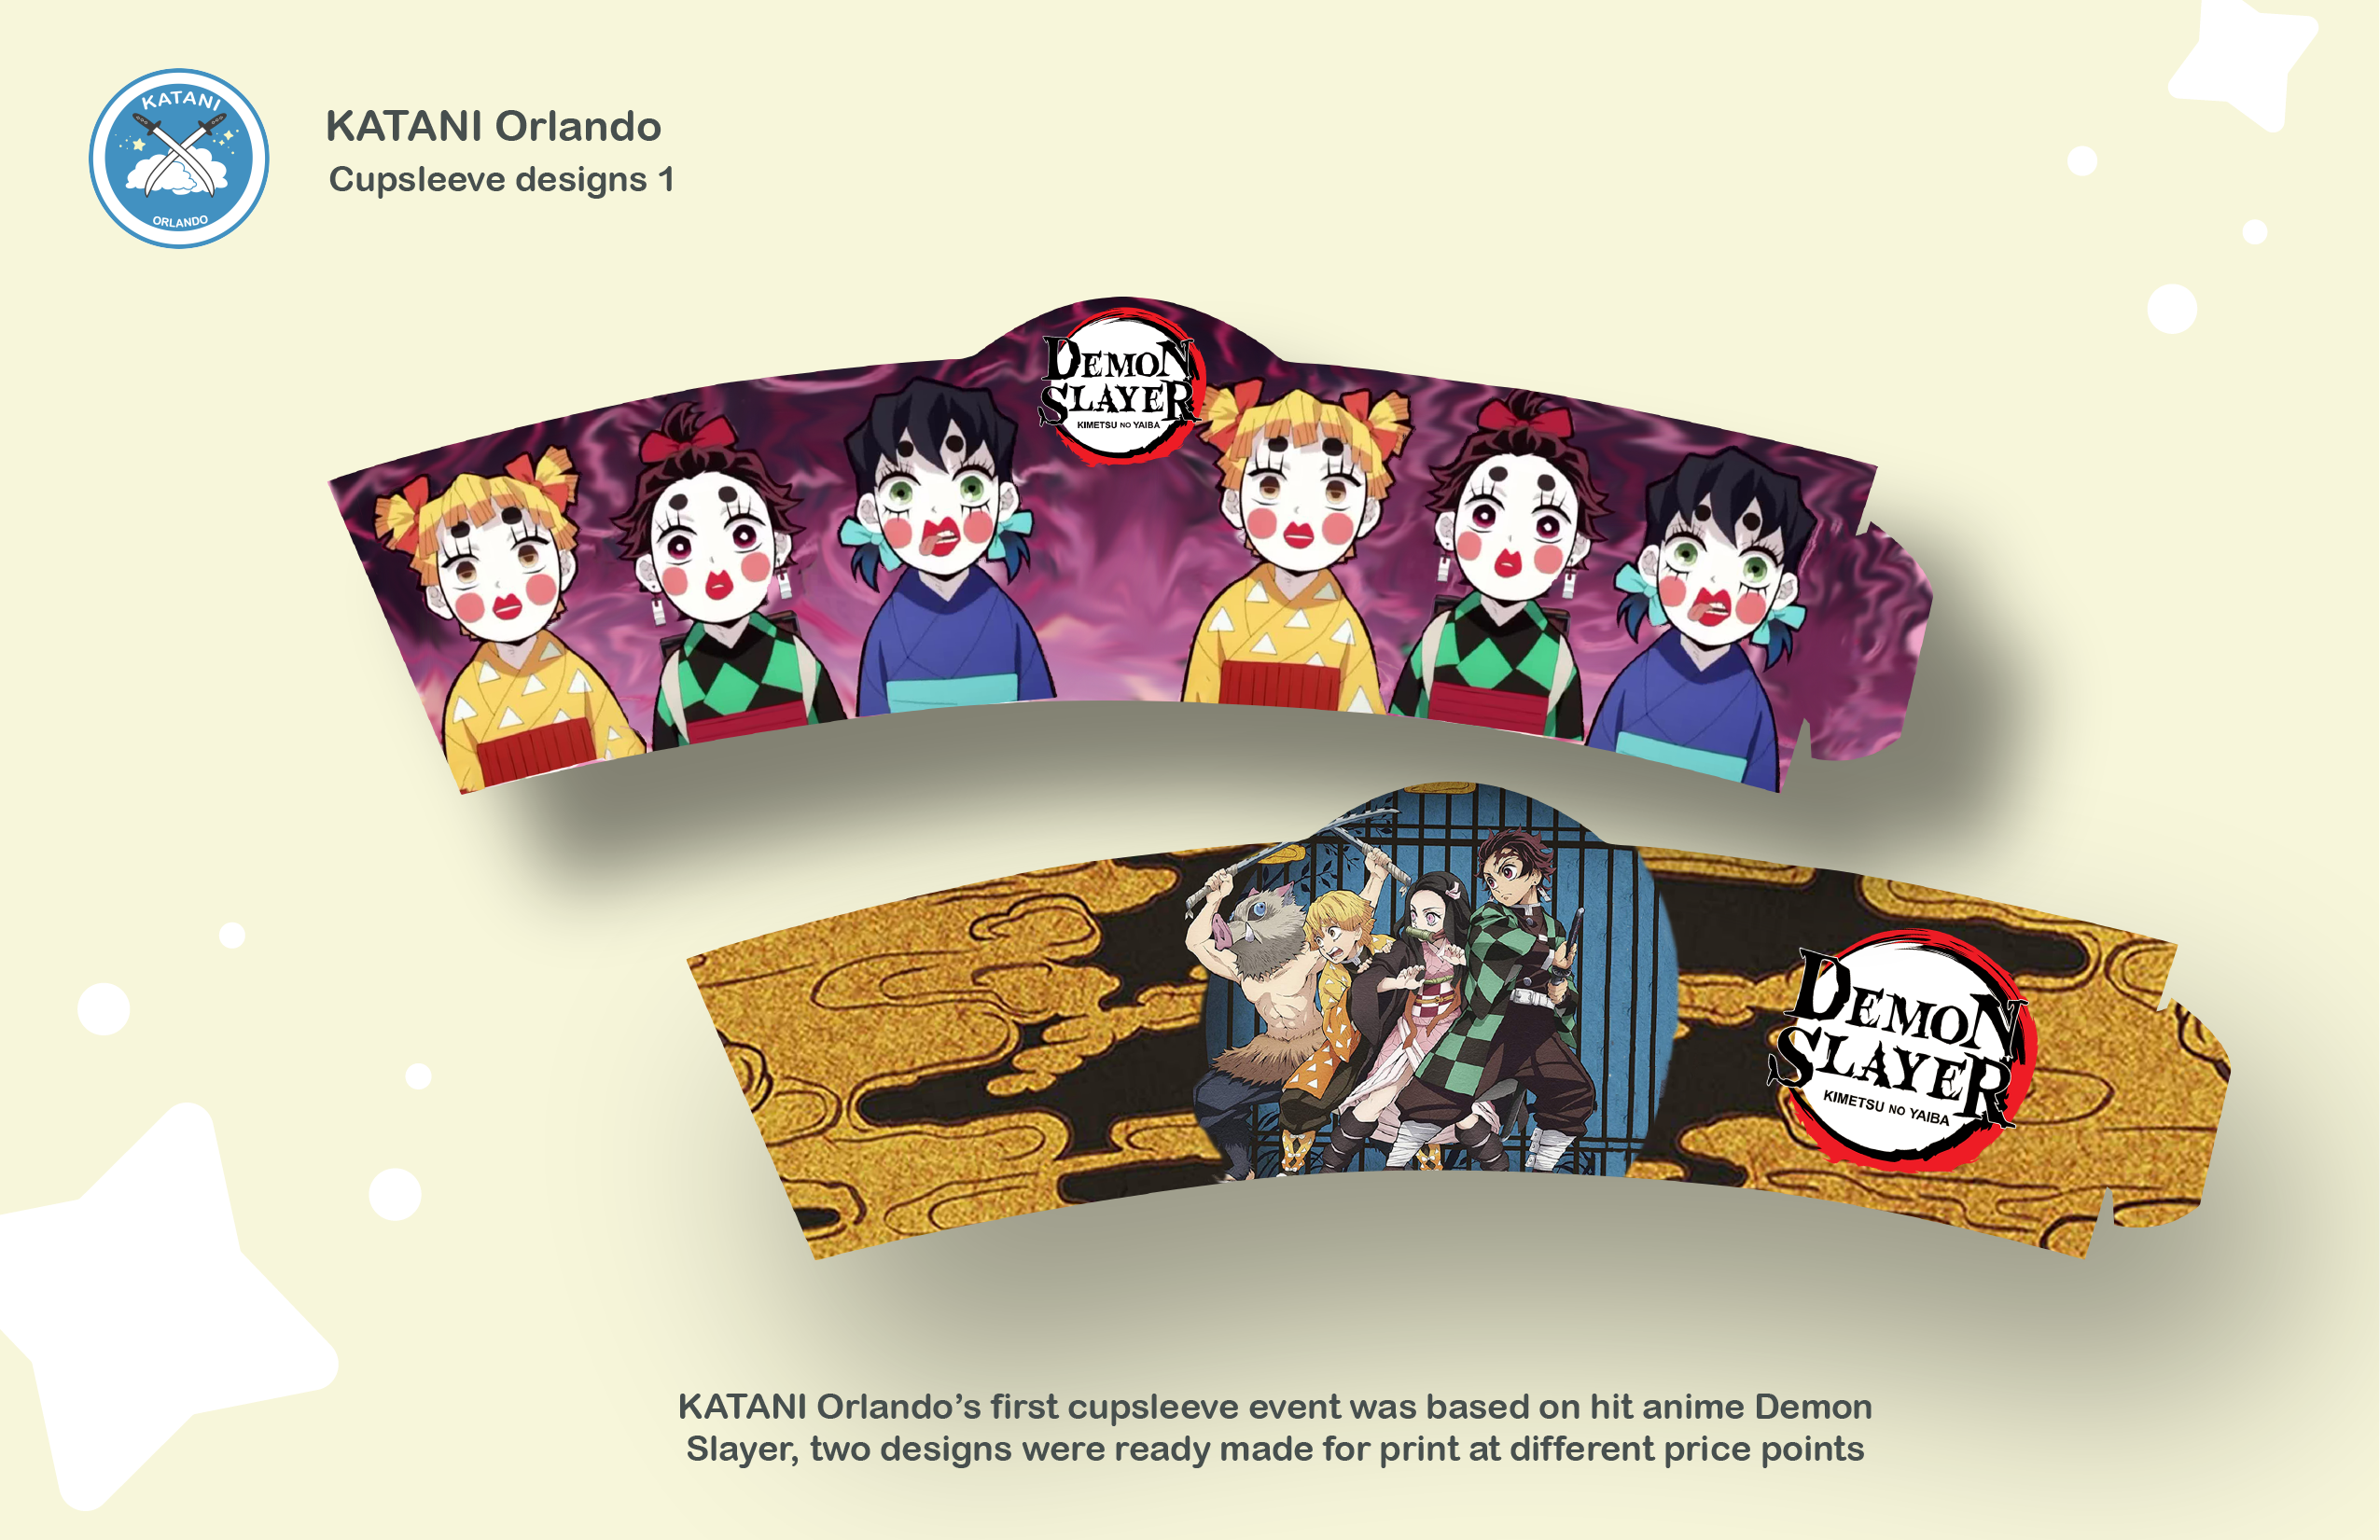 KATANI
ORLANDO
KATANI Orlando
Cupsleeve designs 1
DEMON
SLAYER
KIMETSU NO YAIBA
DEMON
SLAYER
KIMETSU NO YAIBA
KATANI Orlando’s first cupsleeve event was based on hit anime Demon
Slayer, two designs were ready made for print at different price points